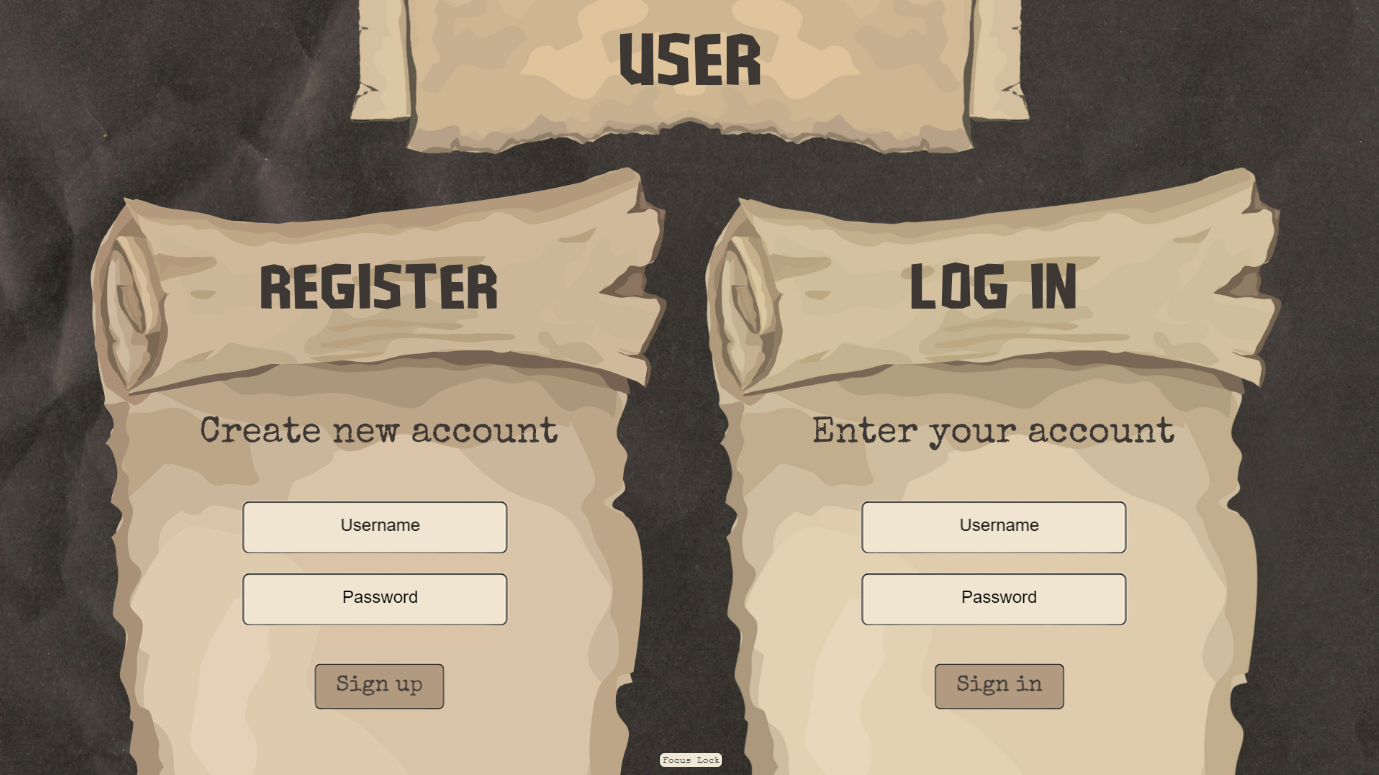 USER
REGISTER
Create new account
Username
Password
Sign up
LOG IN
Enter your account
Username
Password
Sign in
Focus Lock